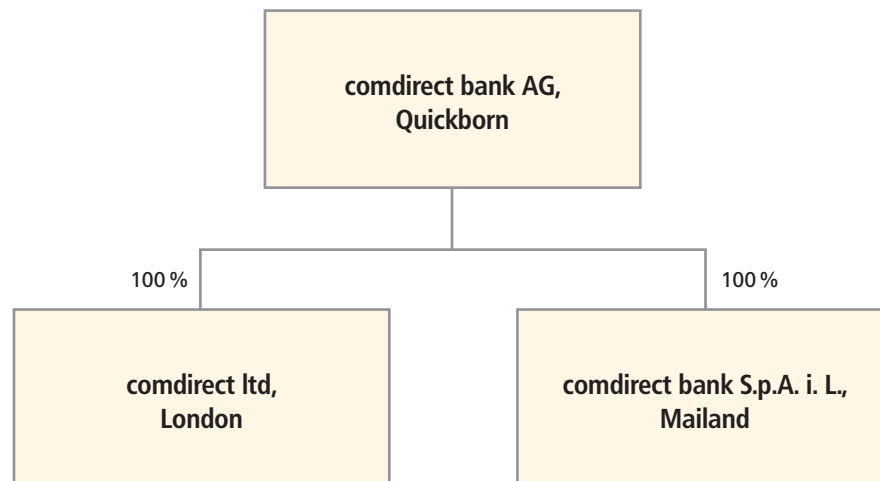 comdirect bank AG,
Quickborn
100 %
100 %
comdirect ltd,
London
comdirect bank S.p.A. i. L.,
Mailand